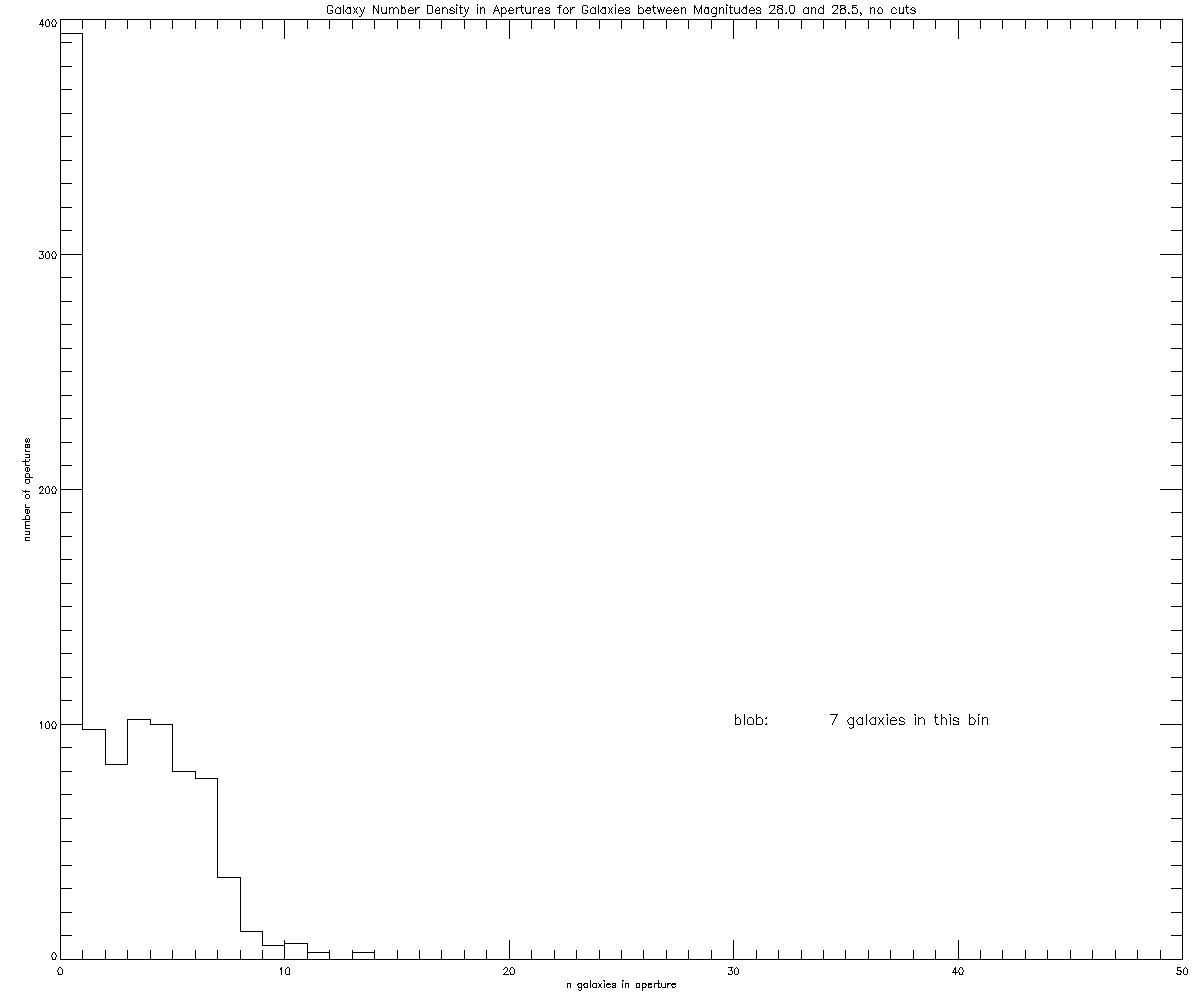 Galaxy Number Density in Apertures for Galaxies between Magnitudes 28.0 and 28.5, no cuts
400
300
200
100
0
number of apertures
blob: 7 galaxies in this bin
0 10 20 30 40 50
n galaxies in aperture